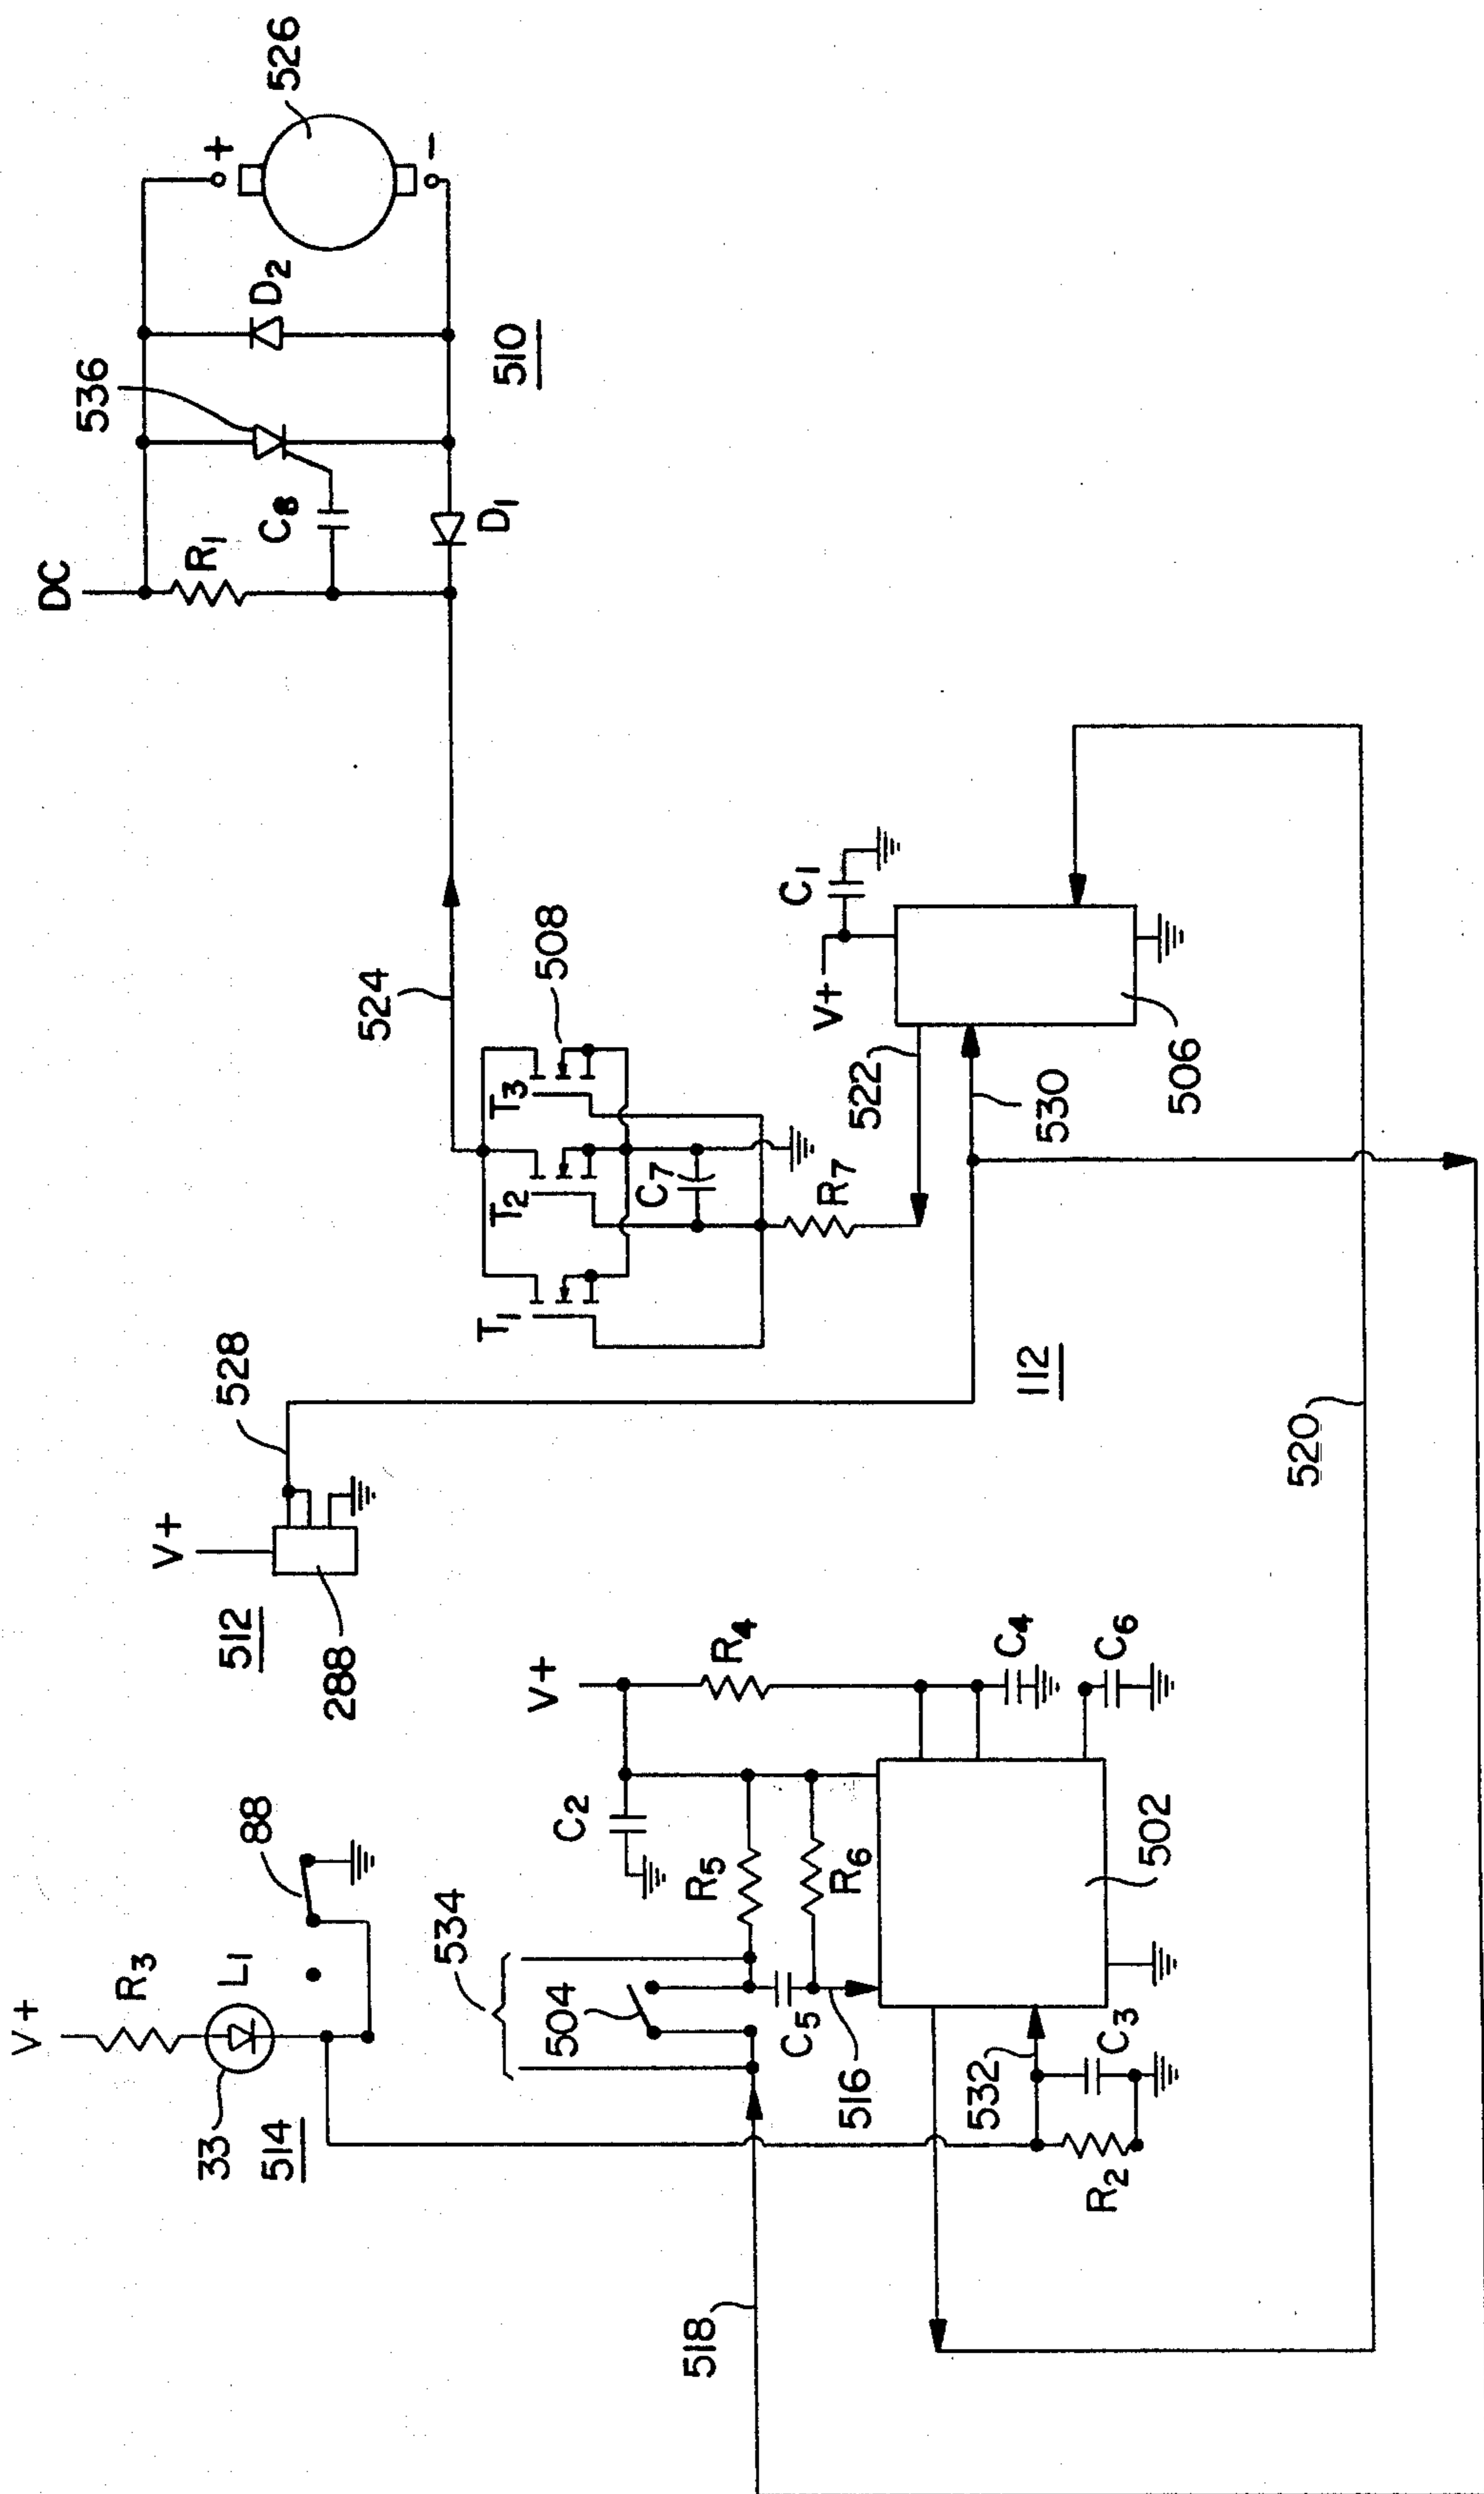 V+
R3
L1
33
514
88
V+
512
288
528
534
504
C2
V+
R5
R4
R6
C5
516
518
532
C3
R2
502
C4
C6
520
112
T1
T2
T3
508
C7
R7
522
530
V+
C1
506
524
DC
R1
C8
536
D1
D2
510
+
-
526